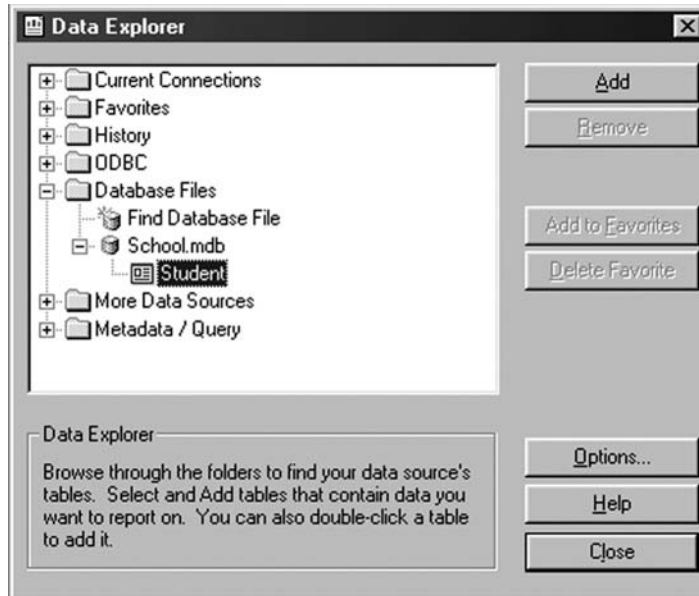 Data Explorer
Current Connections
Favorites
History
ODBC
Database Files
Find Database File
School.mdb
Student
More Data Sources
Metadata / Query
Add
Remove
Add to Favorites
Delete Favorite
Data Explorer
Browse through the folders to find your data source's
tables. Select and Add tables that contain data you
want to report on. You can also double-click a table
to add it.
Options...
Help
Close